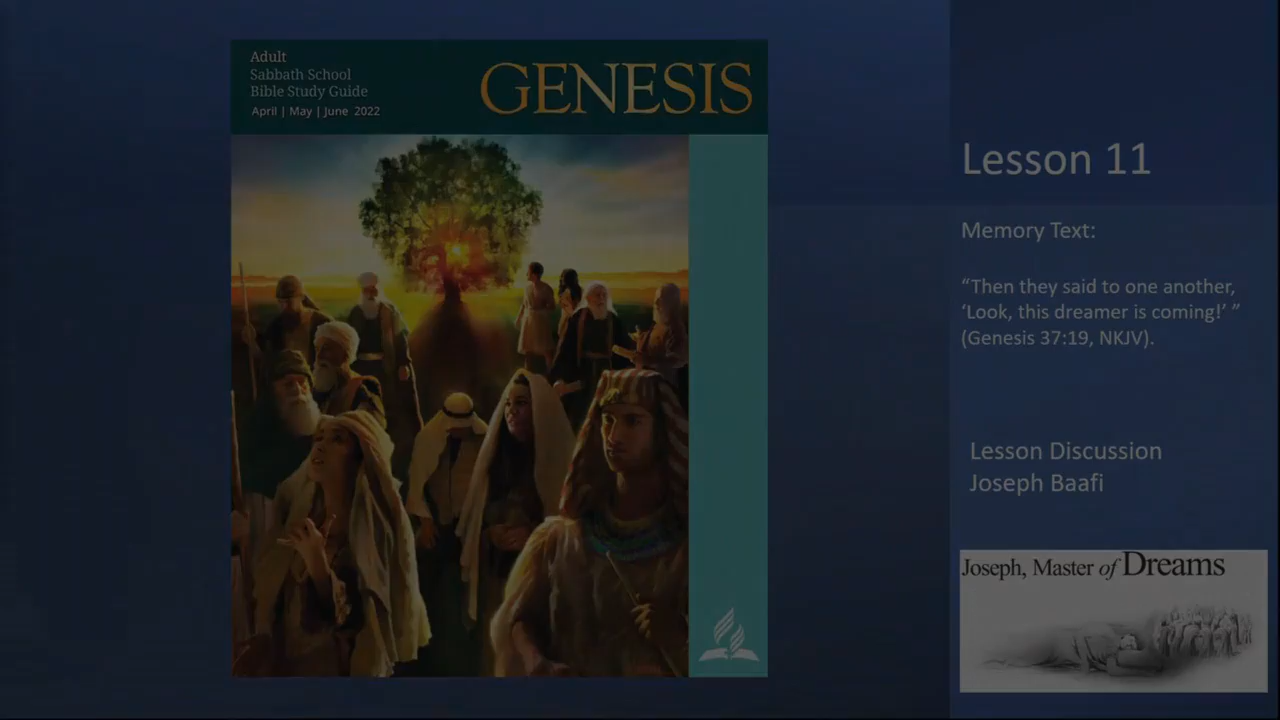 Adult
Sabbath School
Bible Study Guide
April | May | June 2022
GENESIS
Lesson 11
Memory Text:
“Then they said to one another,
‘Look, this dreamer is coming!’ ”
(Genesis 37:19, NKJV).
Lesson Discussion
Joseph Baafi
Joseph, Master of Dreams